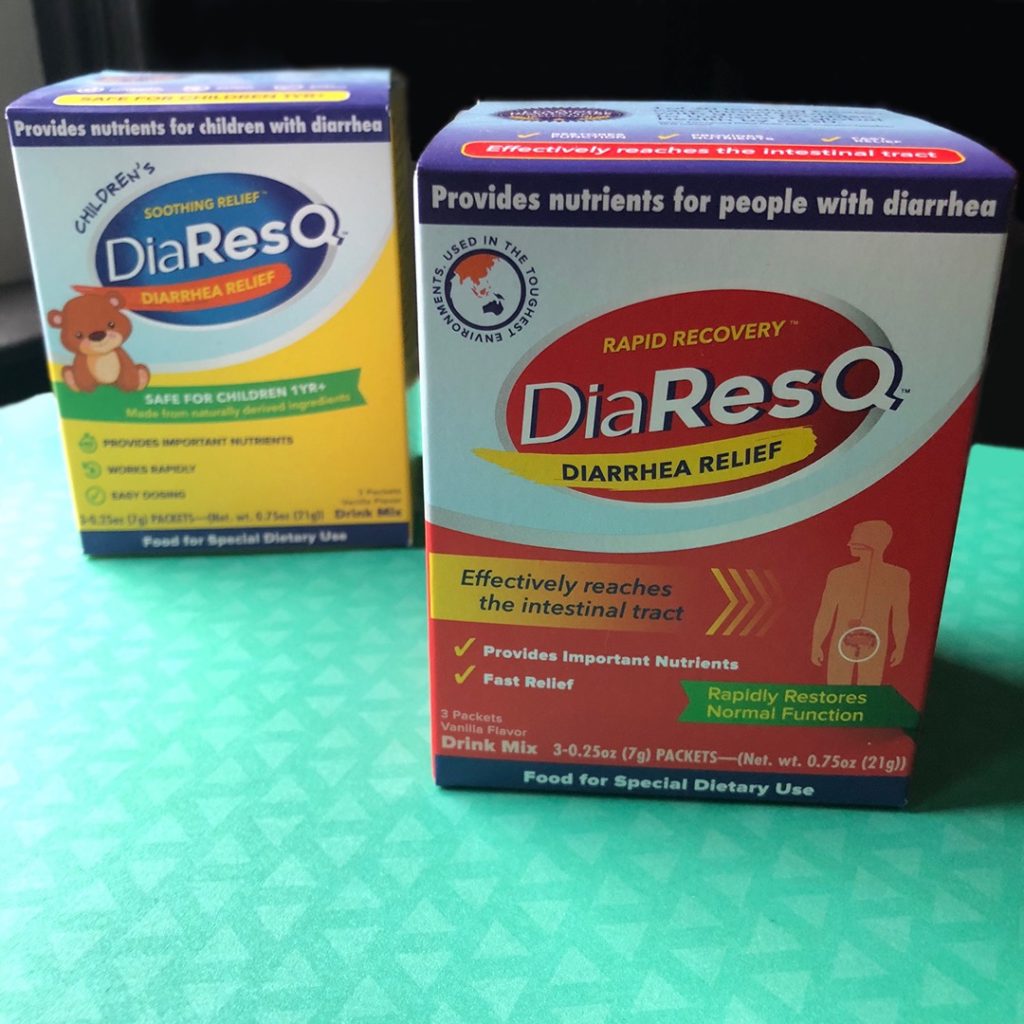 SAFE FOR CHILDREN 1YR+
Provides nutrients for children with diarrhea
CHILDREN'S
SOOTHING RELIEF™
DiaResQ
DIARRHEA RELIEF
SAFE FOR CHILDREN 1YR+
Made from naturally derived ingredients
PROVIDES IMPORTANT NUTRIENTS
WORKS RAPIDLY
EASY DOSING
3 Packets
Vanilla Flavor
3-0.25oz (7g) PACKETS—(Net. wt. 0.75oz (21g)) Drink Mix
Food for Special Dietary Use
Effectively reaches the intestinal tract
Provides nutrients for people with diarrhea
USED IN THE TOUGHEST ENVIRONMENTS.
RAPID RECOVERY™
DiaResQ™
DIARRHEA RELIEF
Effectively reaches
the intestinal tract
Provides Important Nutrients
Fast Relief
Rapidly Restores
Normal Function
3 Packets
Vanilla Flavor
Drink Mix 3-0.25oz (7g) PACKETS—(Net. wt. 0.75oz (21g))
Food for Special Dietary Use